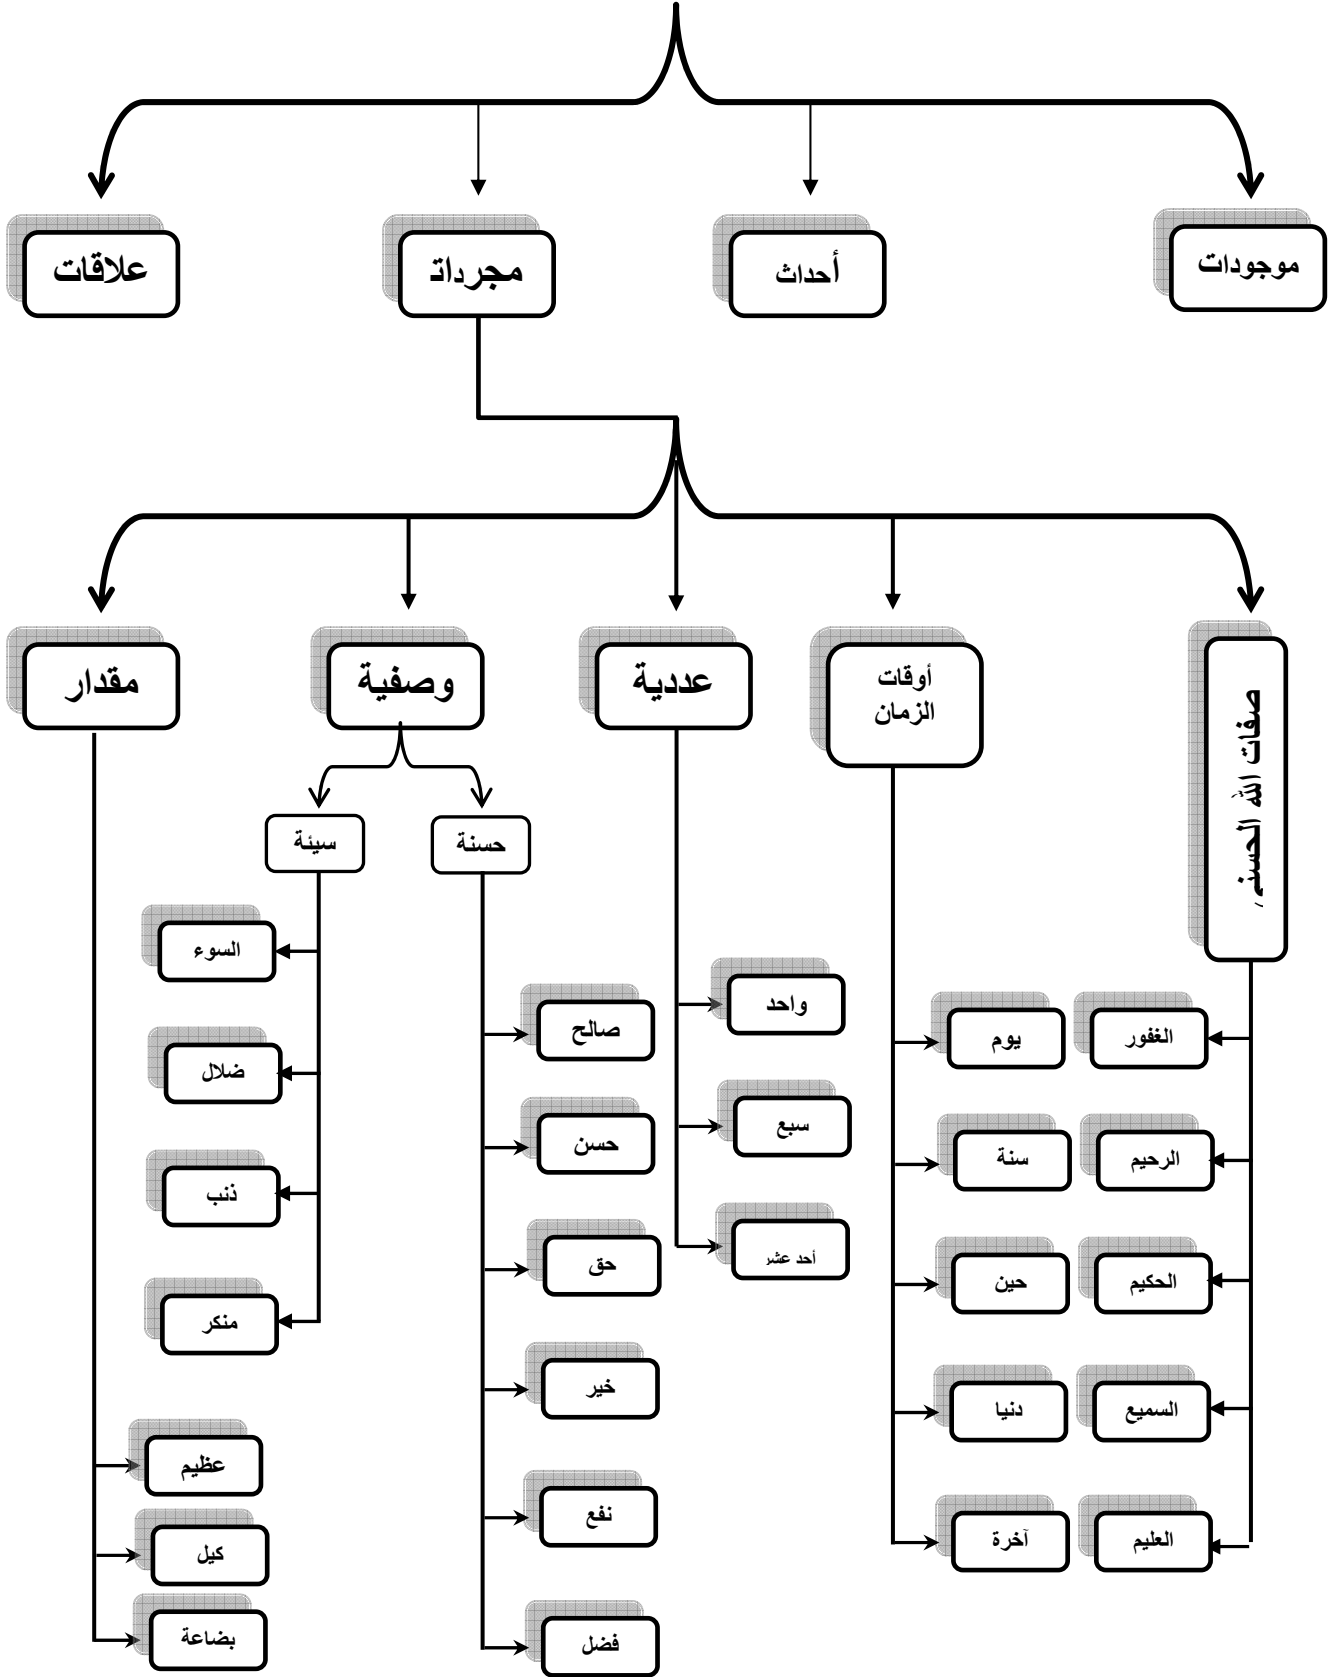 موجودات
أحداث
مجردات
علاقات
صفات الله الحسنى
أوقات
الزمان
عددية
وصفية
مقدار
حسنة
سيئة
الغفور
الرحيم
الحكيم
السميع
العليم
يوم
سنة
حين
دنيا
آخرة
واحد
سبع
أحد عشر
صالح
حسن
حق
خير
نفع
فضل
السوء
ضلال
ذنب
منكر
عظيم
كيل
بضاعة